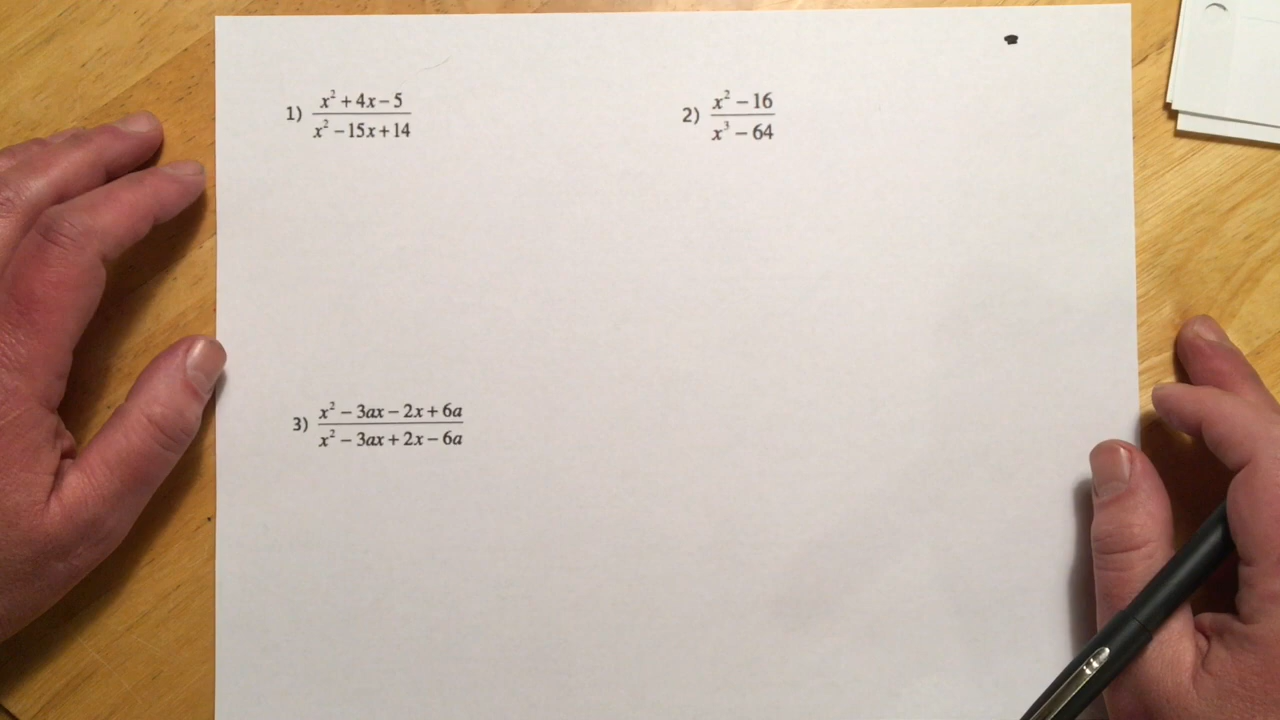 1) x² + 4x – 5
x² – 15x + 14
2) x² – 16
x³ – 64
3) x² – 3ax – 2x + 6a
x² – 3ax + 2x – 6a